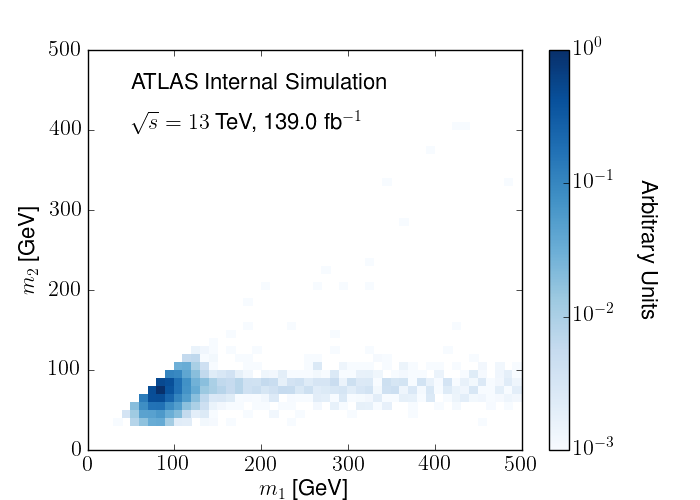 ATLAS Internal Simulation
√s = 13 TeV, 139.0 fb⁻¹
500
400
300
200
100
0
m₂ [GeV]
0 100 200 300 400 500
m₁ [GeV]
10⁰
10⁻¹
10⁻²
10⁻³
Arbitrary Units